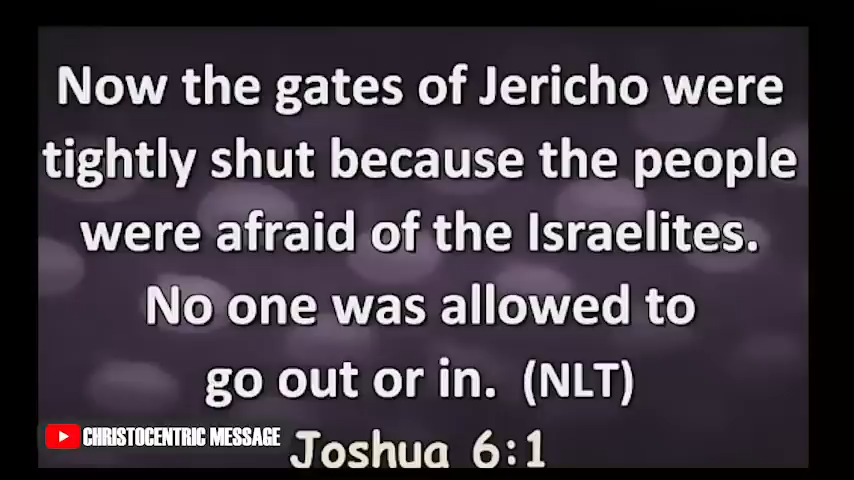 Now the gates of Jericho were
tightly shut because the people
were afraid of the Israelites.
No one was allowed to
go out or in. (NLT)
CHRISTOCENTRIC MESSAGE
Joshua 6:1